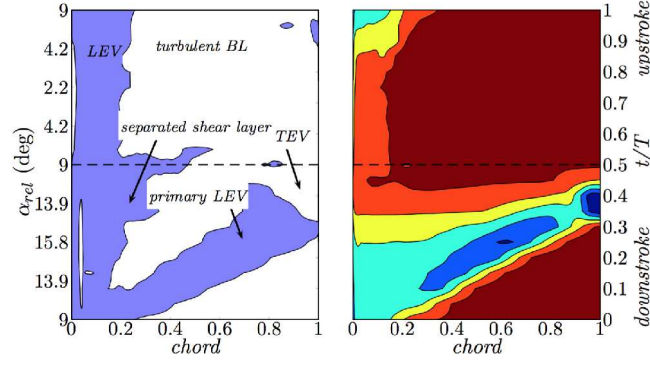 9
4.2
2.2
4.2
9
13.9
15.8
13.9
9
α_rel (deg)
LEV
turbulent BL
separated shear layer
TEV
primary LEV
0 0.2 0.4 0.6 0.8 1
chord
1
0.9
0.8
0.7
0.6
0.5
0.4
0.3
0.2
0.1
0
upstroke
t/T
downstroke
0 0.2 0.4 0.6 0.8 1
chord